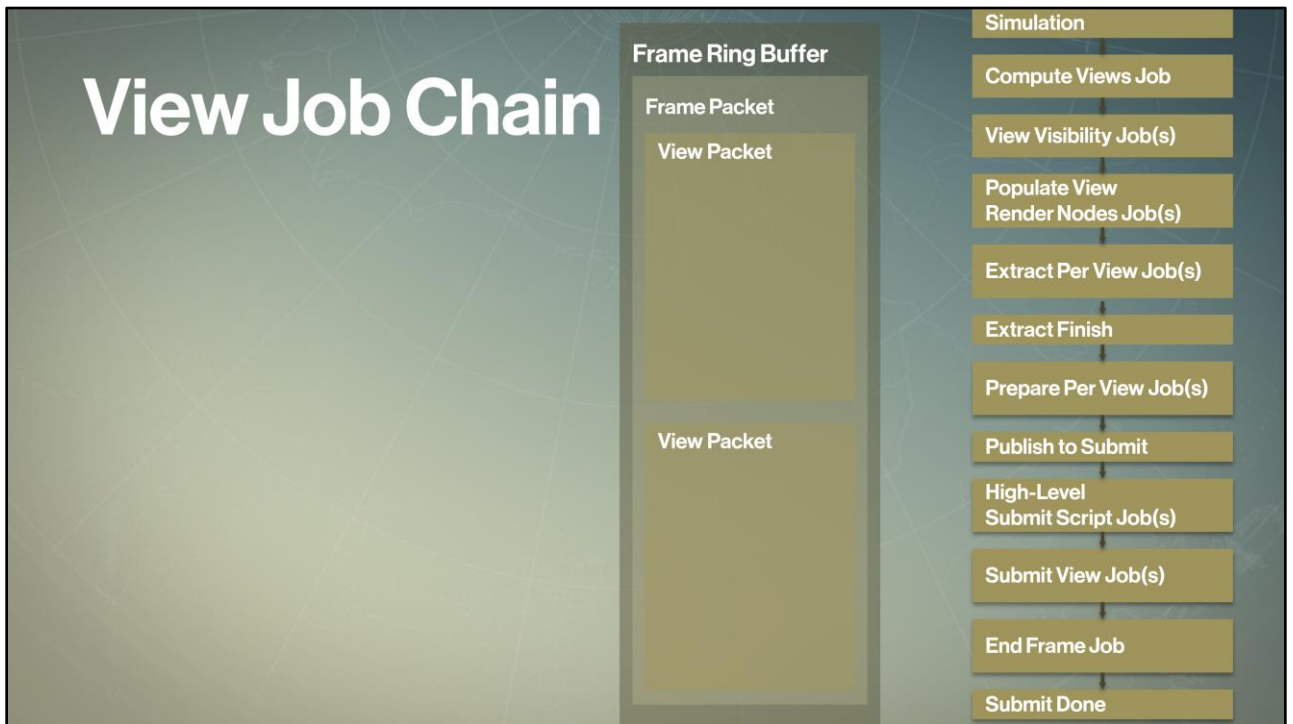 View Job Chain
Frame Ring Buffer
Frame Packet
View Packet
View Packet
Simulation
Compute Views Job
View Visibility Job(s)
Populate View
Render Nodes Job(s)
Extract Per View Job(s)
Extract Finish
Prepare Per View Job(s)
Publish to Submit
High-Level
Submit Script Job(s)
Submit View Job(s)
End Frame Job
Submit Done